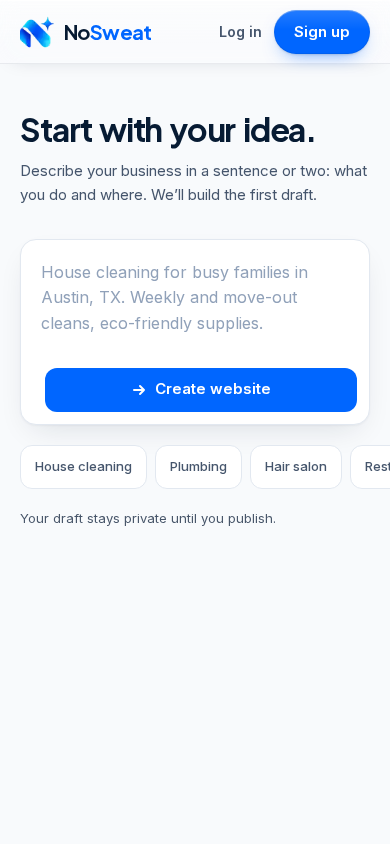 NoSweat
Log in
Sign up
Start with your idea.
Describe your business in a sentence or two: what
you do and where. We’ll build the first draft.
House cleaning for busy families in
Austin, TX. Weekly and move-out
cleans, eco-friendly supplies.
Create website
House cleaning
Plumbing
Hair salon
Your draft stays private until you publish.